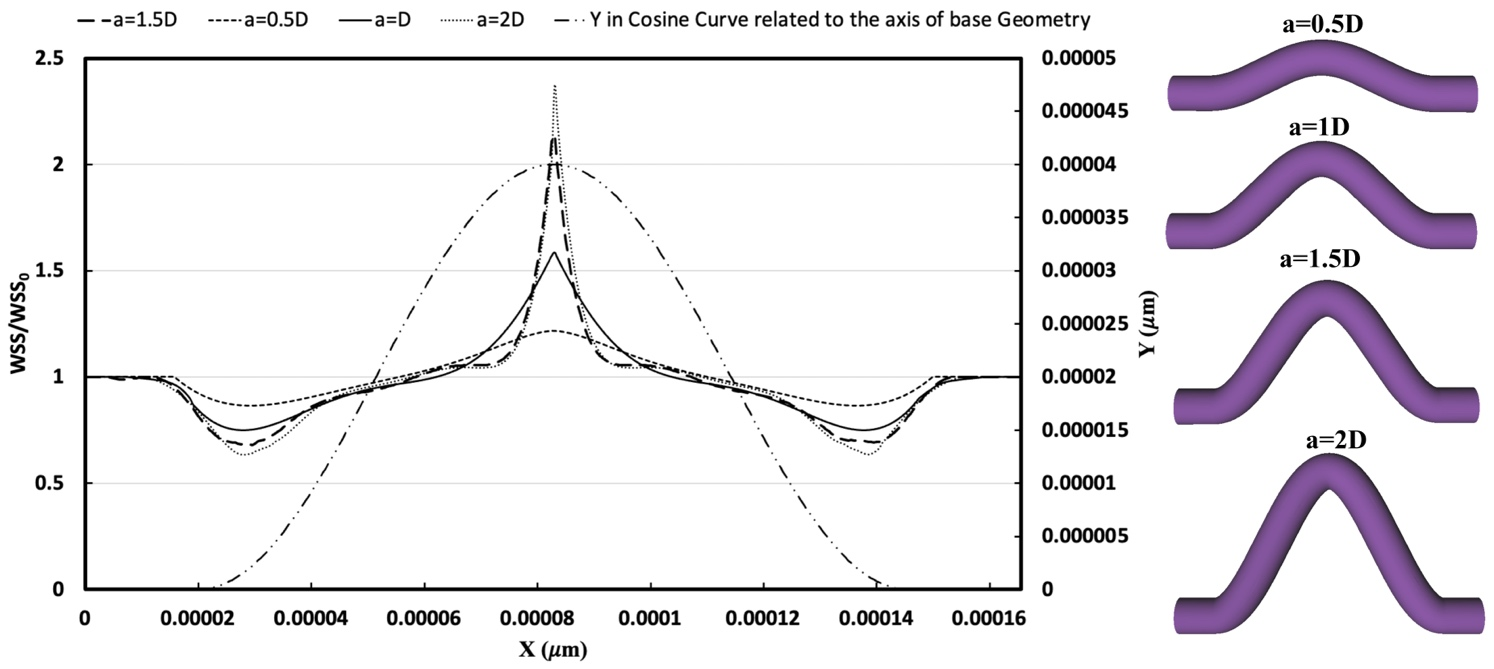 a=1.5D a=0.5D a=D a=2D Y in Cosine Curve related to the axis of base Geometry
2.5
2
1.5
1
0.5
0
WSS/WSS₀
0.00005
0.000045
0.00004
0.000035
0.00003
0.000025
0.00002
0.000015
0.00001
0.000005
0
Y (μm)
0 0.00002 0.00004 0.00006 0.00008 0.0001 0.00012 0.00014 0.00016
X (μm)
a=0.5D
a=1D
a=1.5D
a=2D